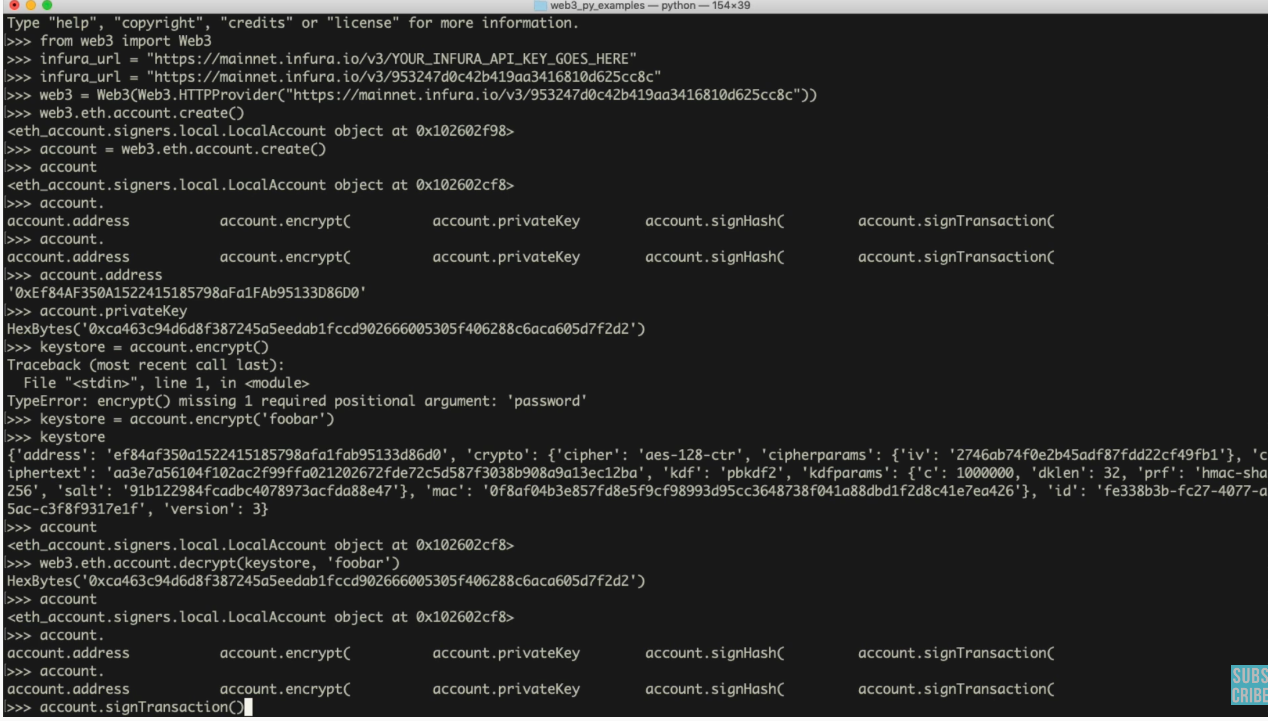 web3_py_examples — python — 154×39
Type "help", "copyright", "credits" or "license" for more information.
>>> from web3 import Web3
>>> infura_url = "https://mainnet.infura.io/v3/YOUR_INFURA_API_KEY_GOES_HERE"
>>> infura_url = "https://mainnet.infura.io/v3/953247d0c42b419aa3416810d625cc8c"
>>> web3 = Web3(Web3.HTTPProvider("https://mainnet.infura.io/v3/953247d0c42b419aa3416810d625cc8c"))
>>> web3.eth.account.create()
<eth_account.signers.local.LocalAccount object at 0x102602f98>
>>> account = web3.eth.account.create()
>>> account
<eth_account.signers.local.LocalAccount object at 0x102602cf8>
>>> account.
account.address account.encrypt( account.privateKey account.signHash( account.signTransaction(
>>> account.
account.address account.encrypt( account.privateKey account.signHash( account.signTransaction(
>>> account.address
'0xEf84AF350A1522415185798aFa1FAb95133D86D0'
>>> account.privateKey
HexBytes('0xca463c94d6d8f387245a5eedab1fccd902666005305f406288c6aca605d7f2d2')
>>> keystore = account.encrypt()
Traceback (most recent call last):
File "<stdin>", line 1, in <module>
TypeError: encrypt() missing 1 required positional argument: 'password'
>>> keystore = account.encrypt('foobar')
>>> keystore
{'address': 'ef84af350a1522415185798afa1fab95133d86d0', 'crypto': {'cipher': 'aes-128-ctr', 'cipherparams': {'iv': '2746ab74f0e2b45adf87fdd22cf49fb1'}, 'c
iphertext': 'aa3e7a56104f102ac2f99ffa021202672fde72c5d587f3038b908a9a13ec12ba', 'kdf': 'pbkdf2', 'kdfparams': {'c': 1000000, 'dklen': 32, 'prf': 'hmac-sha
256', 'salt': '91b122984fcadbc4078973acfda88e47'}, 'mac': '0f8af04b3e857fd8e5f9cf98993d95cc3648738f041a88dbd1f2d8c41e7ea426'}, 'id': 'fe338b3b-fc27-4077-a
5ac-c3f8f9317e1f', 'version': 3}
>>> account
<eth_account.signers.local.LocalAccount object at 0x102602cf8>
>>> web3.eth.account.decrypt(keystore, 'foobar')
HexBytes('0xca463c94d6d8f387245a5eedab1fccd902666005305f406288c6aca605d7f2d2')
>>> account
<eth_account.signers.local.LocalAccount object at 0x102602cf8>
>>> account.
account.address account.encrypt( account.privateKey account.signHash( account.signTransaction(
>>> account.
account.address account.encrypt( account.privateKey account.signHash( account.signTransaction(
>>> account.signTransaction()
SUBS
CRIBE